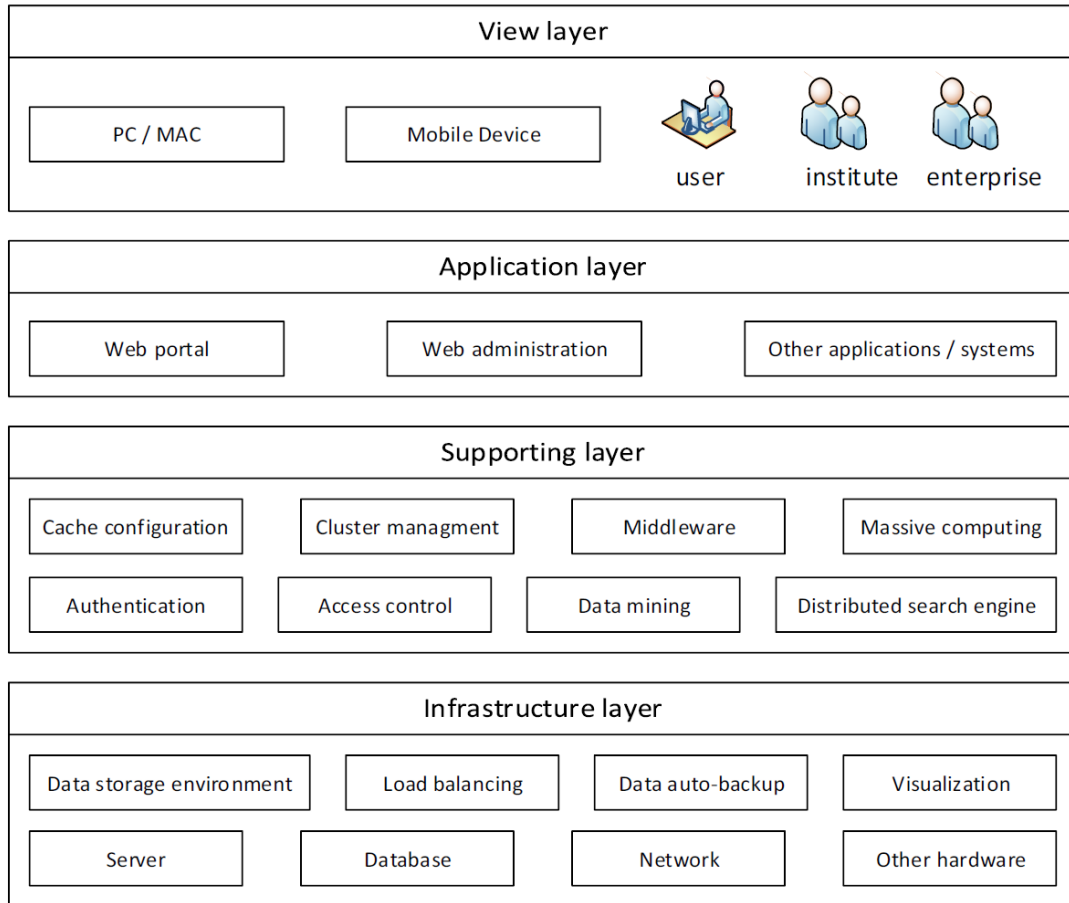 View layer
PC / MAC
Mobile Device
user
institute
enterprise
Application layer
Web portal
Web administration
Other applications / systems
Supporting layer
Cache configuration
Cluster managment
Middleware
Massive computing
Authentication
Access control
Data mining
Distributed search engine
Infrastructure layer
Data storage environment
Load balancing
Data auto-backup
Visualization
Server
Database
Network
Other hardware